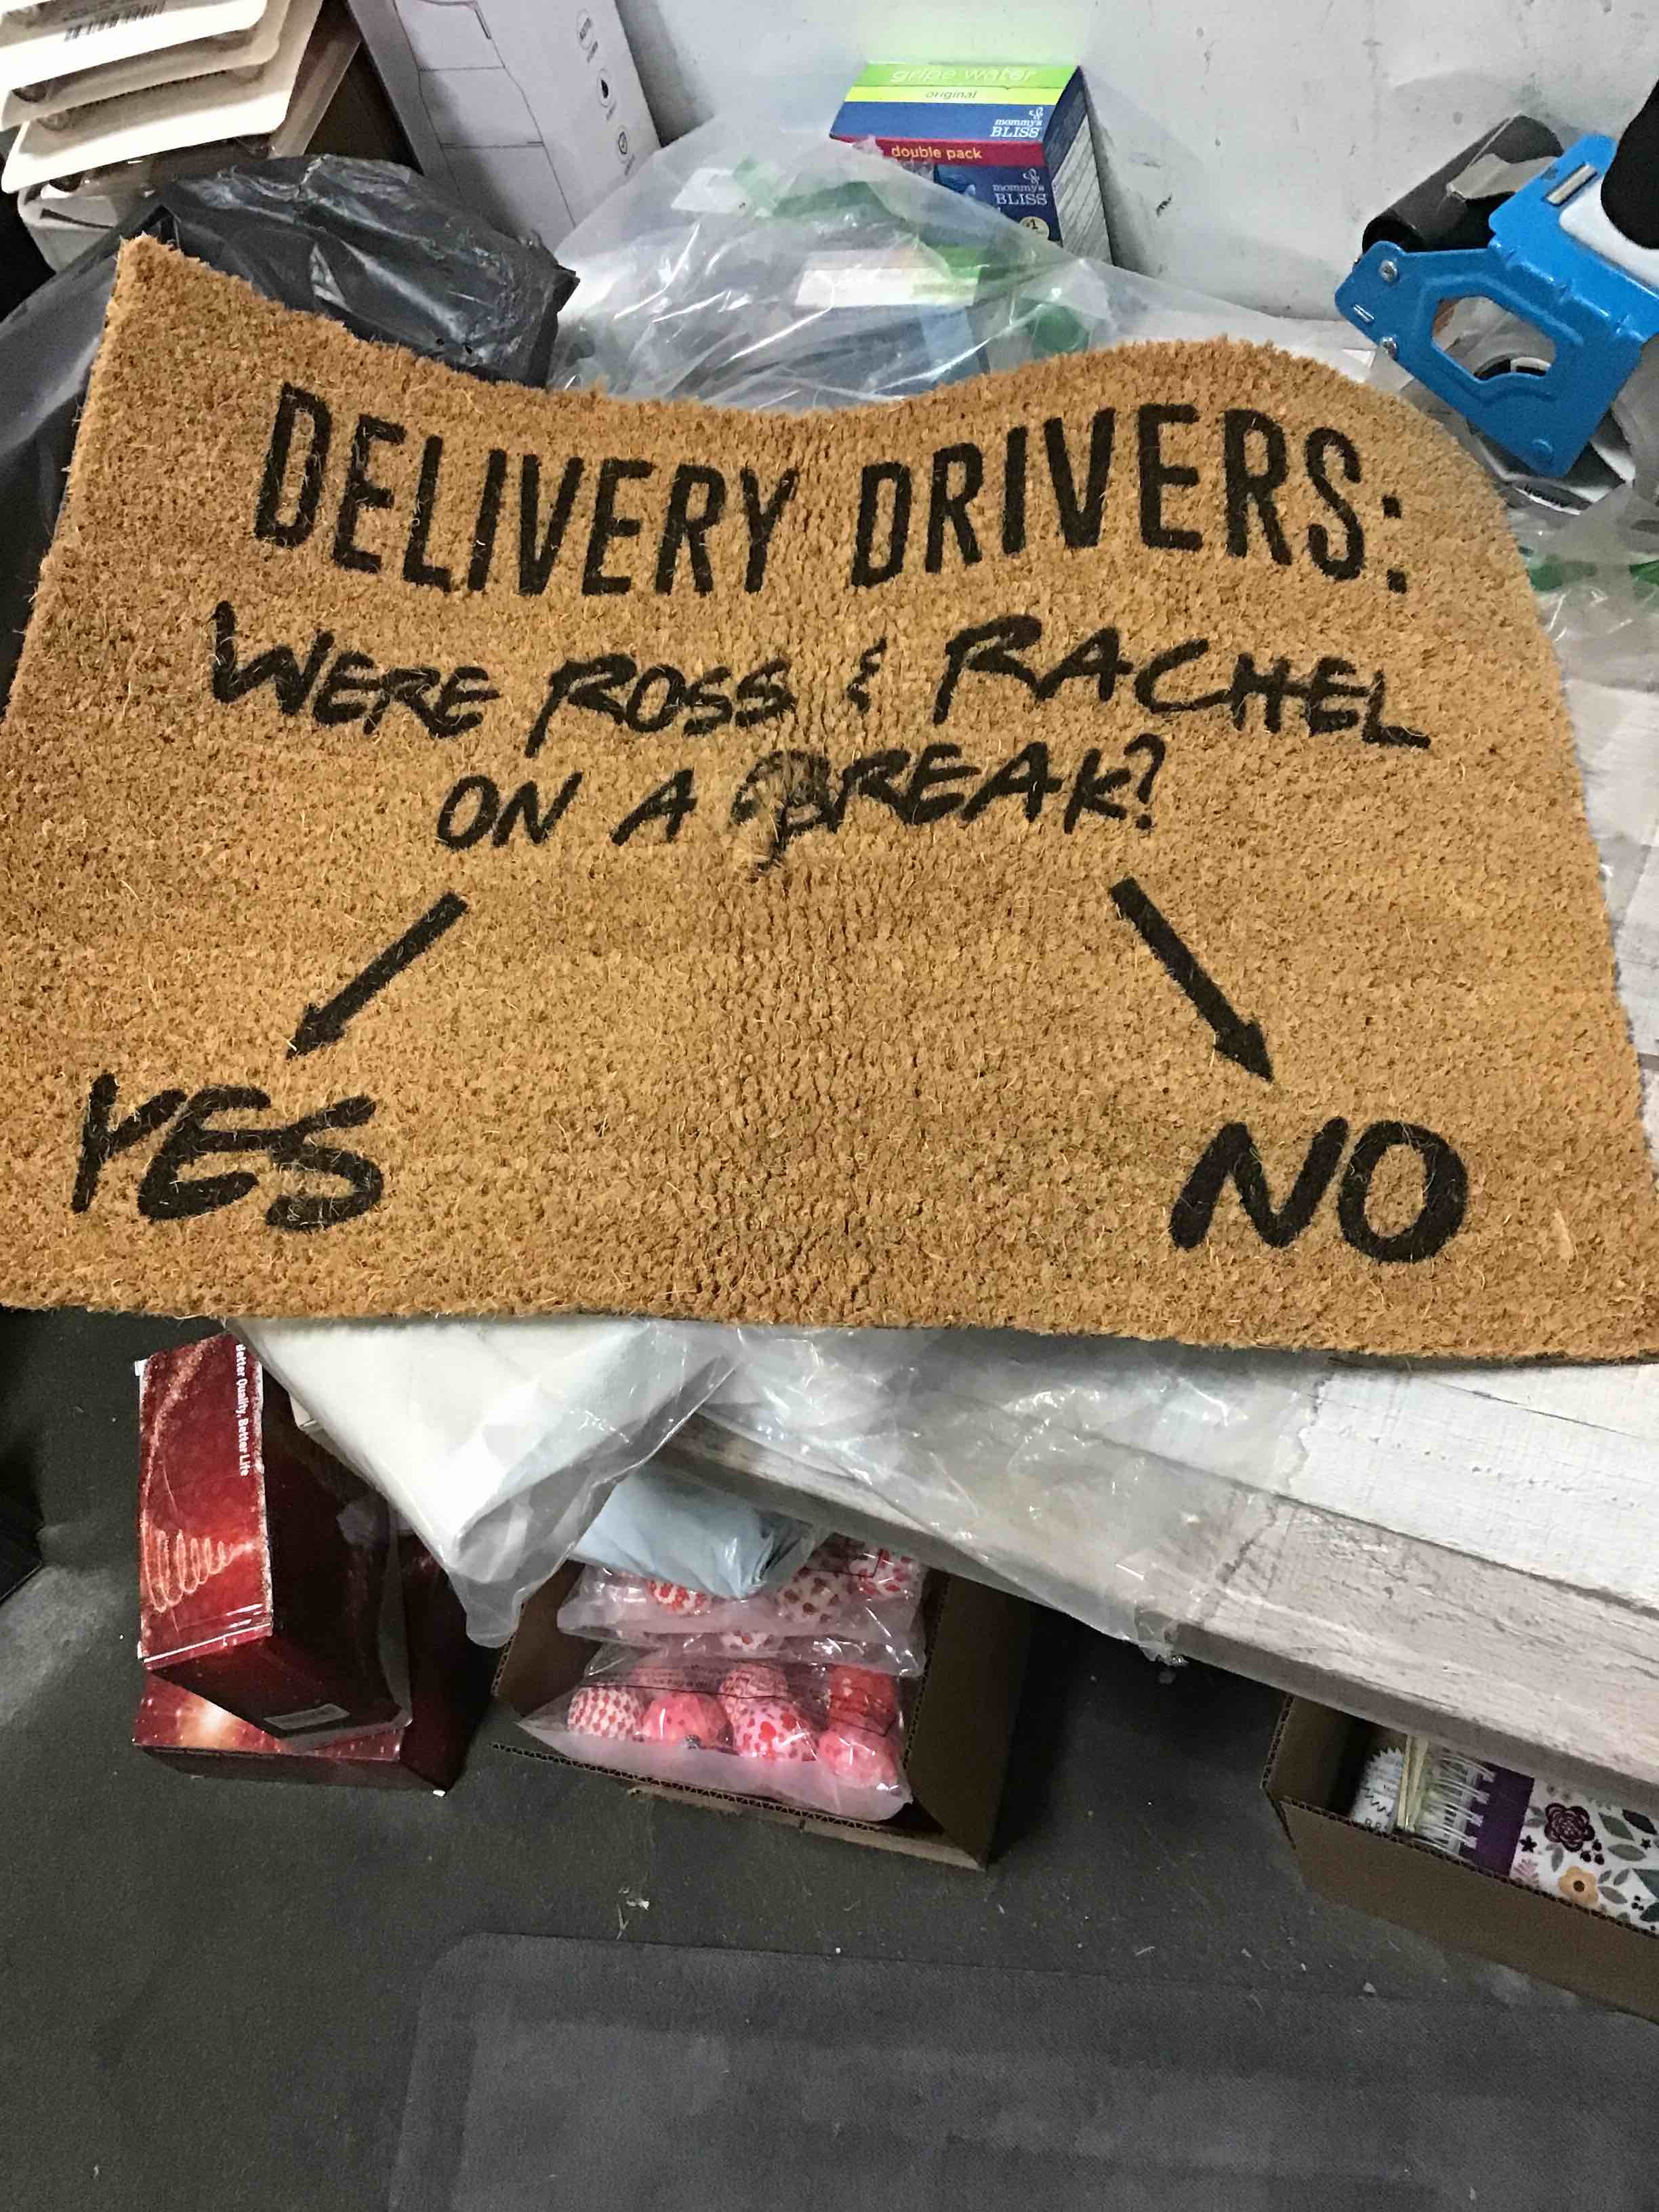 gripe water
original
mommy's
BLISS
double pack
mommy's
BLISS
DELIVERY DRIVERS:
WERE ROSS & RACHEL
ON A BREAK?
YES
NO
Better Quality, Better Life